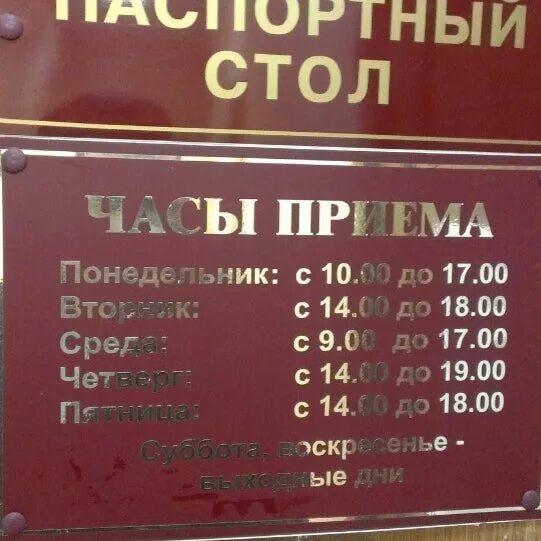 ПАСПОРТНЫЙ
СТОЛ
ЧАСЫ ПРИЕМА
Понедельник: с 10.00 до 17.00
Вторник: с 14.00 до 18.00
Среда: с 9.00 до 17.00
Четверг: с 14.00 до 19.00
Пятница: с 14.00 до 18.00
Суббота, воскресенье -
выходные дни